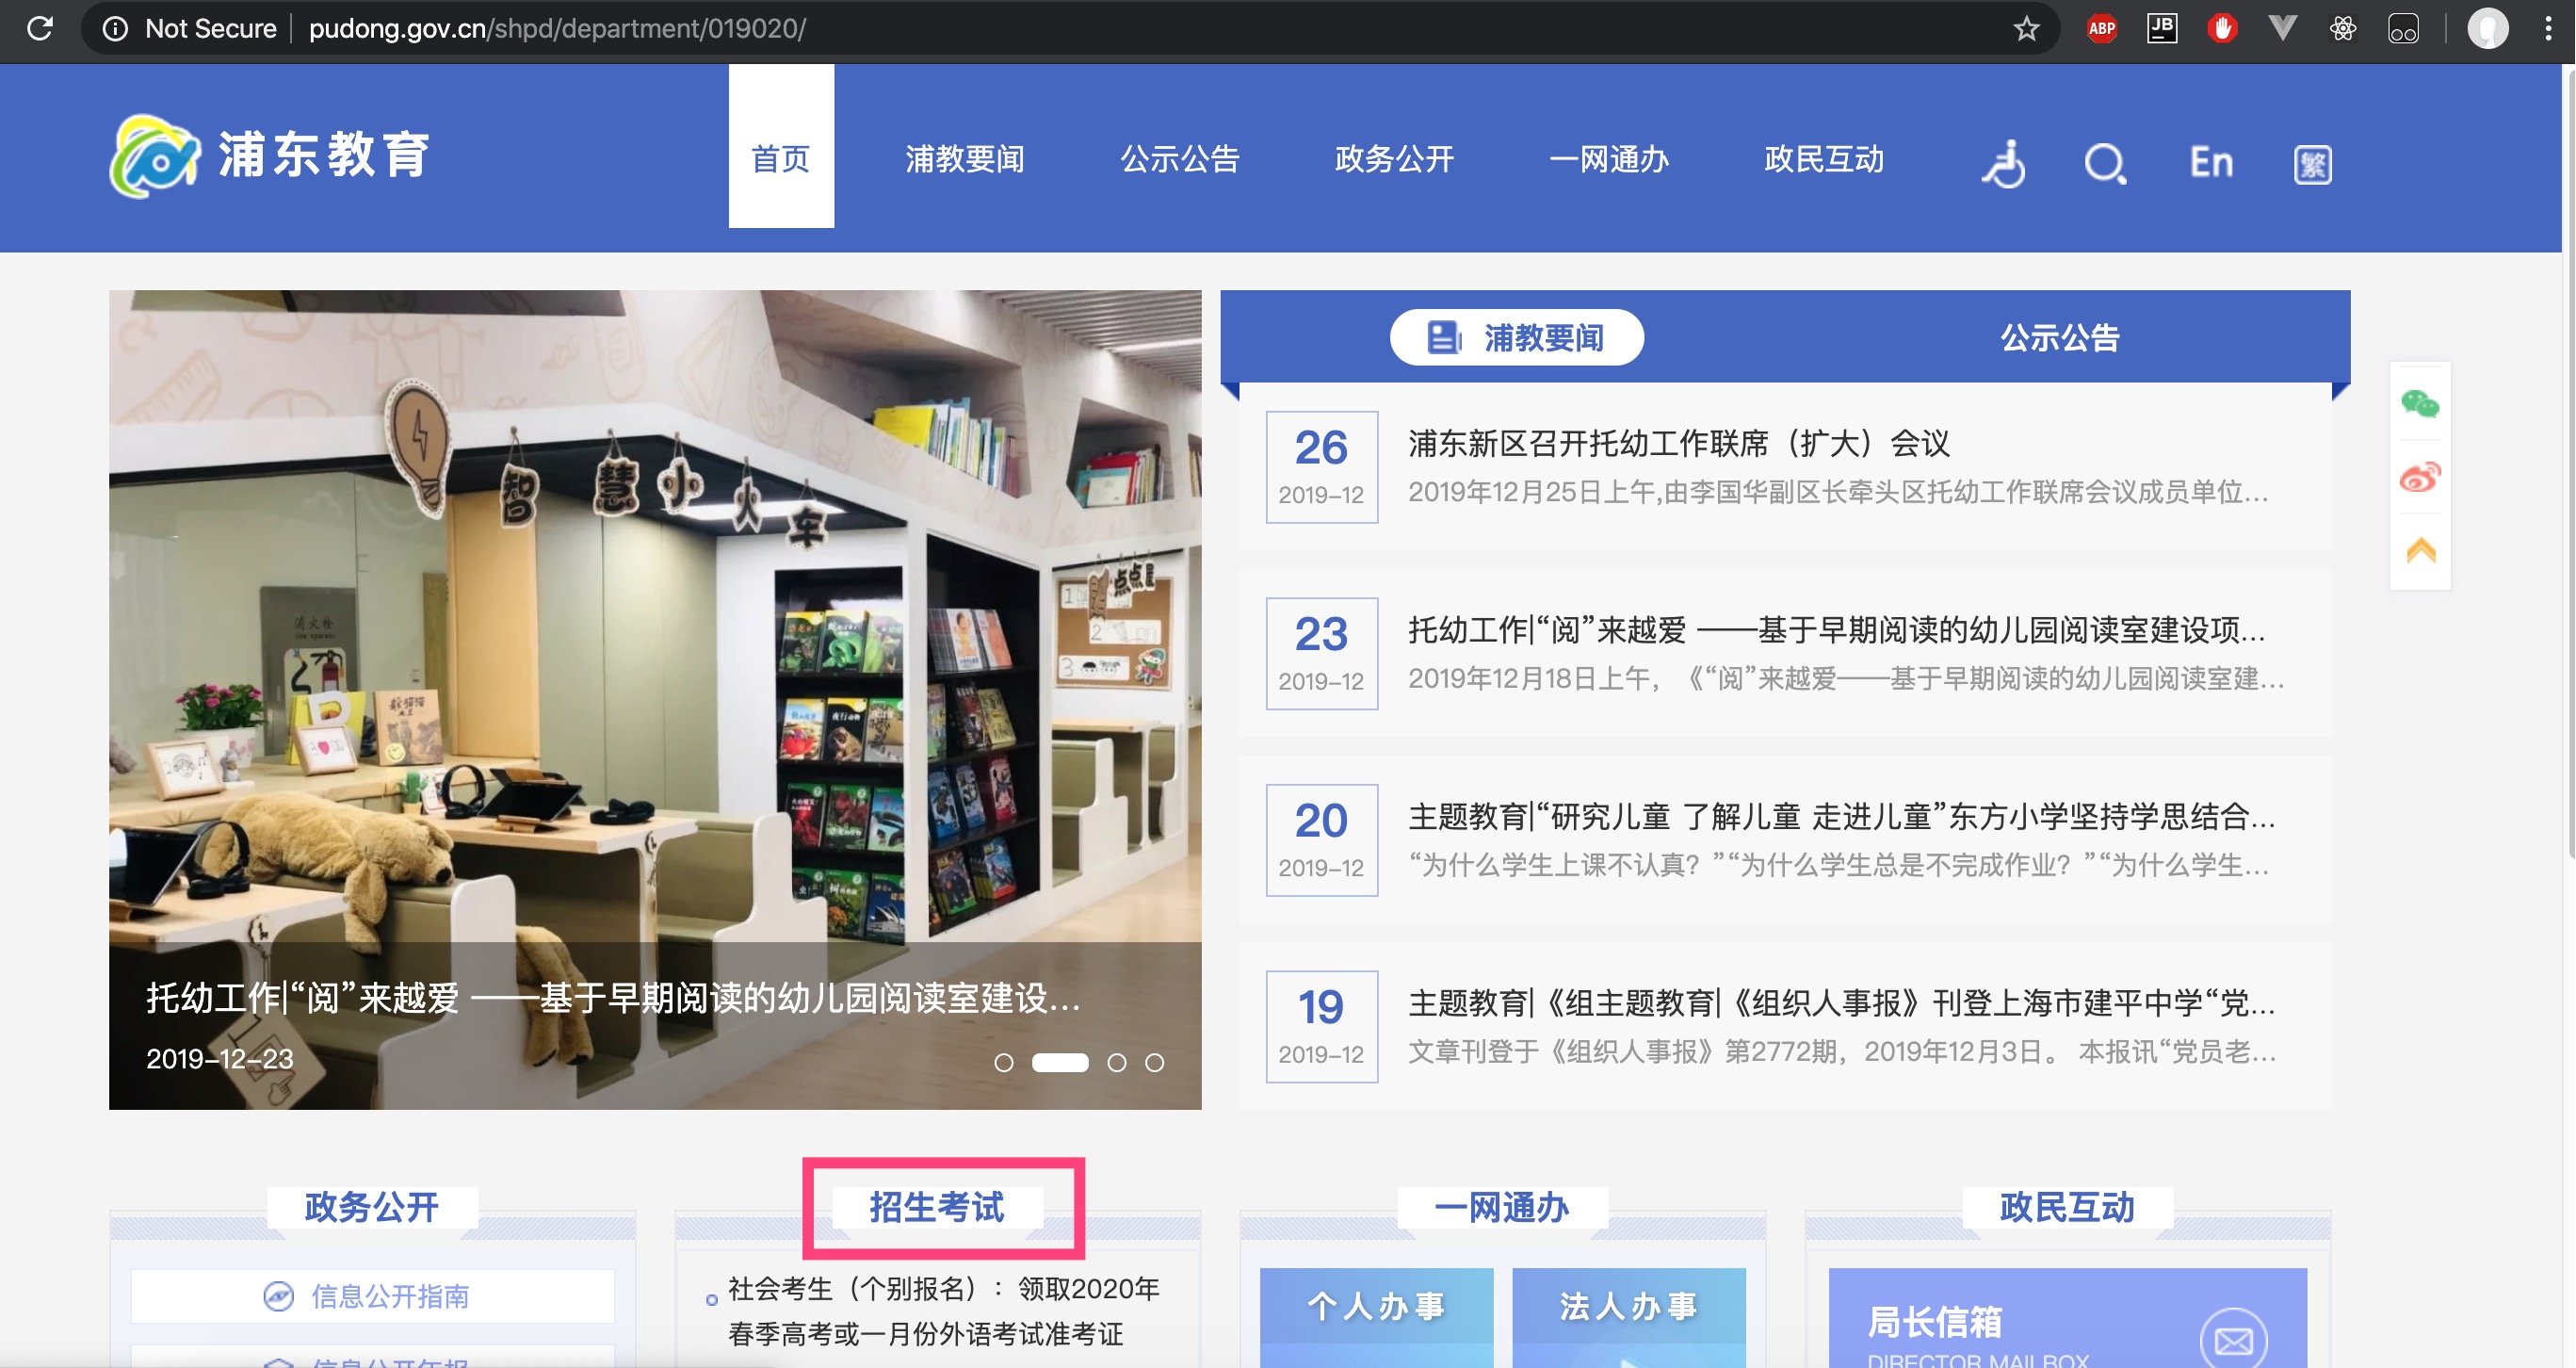 Not Secure
pudong.gov.cn/shpd/department/019020/
ABP
JB
浦东教育
首页
浦教要闻
公示公告
政务公开
一网通办
政民互动
En
繁
智慧小火车
消火栓
1
2
3
托幼工作|“阅”来越爱 ——基于早期阅读的幼儿园阅读室建设...
2019-12-23
浦教要闻
公示公告
26
2019-12
浦东新区召开托幼工作联席（扩大）会议
2019年12月25日上午,由李国华副区长牵头区托幼工作联席会议成员单位...
23
2019-12
托幼工作|“阅”来越爱 ——基于早期阅读的幼儿园阅读室建设项...
2019年12月18日上午，《“阅”来越爱——基于早期阅读的幼儿园阅读室建...
20
2019-12
主题教育|“研究儿童 了解儿童 走进儿童”东方小学坚持学思结合...
“为什么学生上课不认真？”“为什么学生总是不完成作业？”“为什么学生...
19
2019-12
主题教育|《组主题教育|《组织人事报》刊登上海市建平中学“党...
文章刊登于《组织人事报》第2772期，2019年12月3日。 本报讯“党员老...
政务公开
信息公开指南
信息公开年报
招生考试
社会考生（个别报名）：领取2020年
春季高考或一月份外语考试准考证
一网通办
个人办事
法人办事
政民互动
局长信箱
DIRECTOR MAILBOX